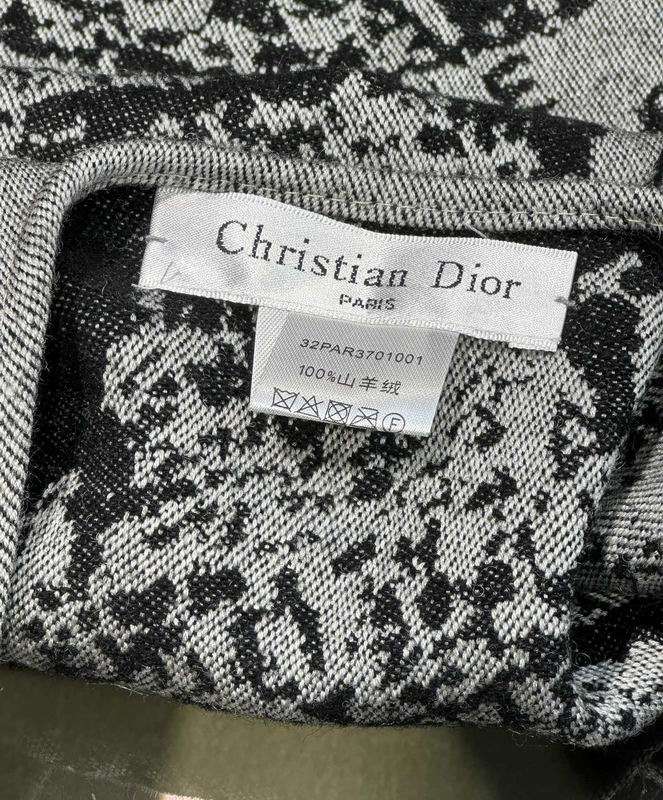 Christian Dior
PARIS
32PAR3701001
100%山羊绒
F